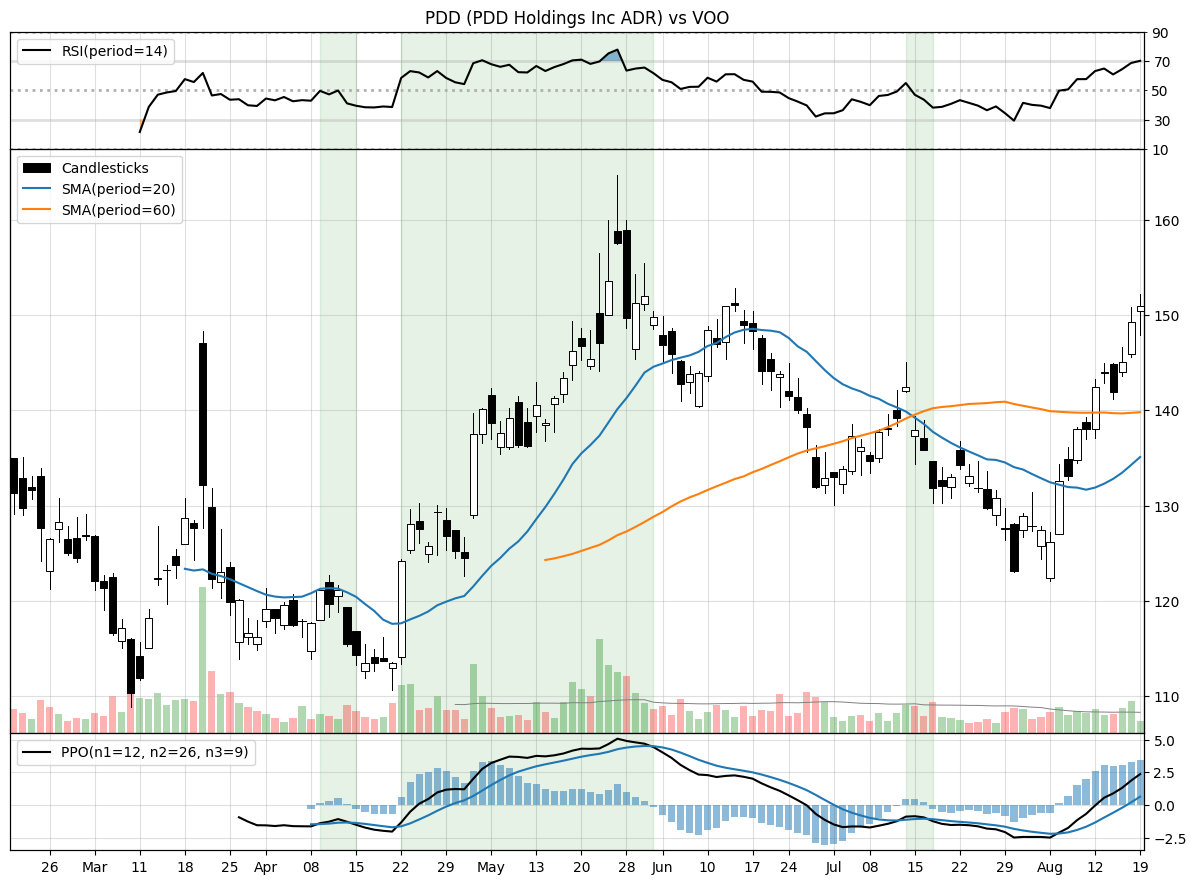 PDD (PDD Holdings Inc ADR) vs VOO
RSI(period=14)
90
70
50
30
10
Candlesticks
SMA(period=20)
SMA(period=60)
160
150
140
130
120
110
PPO(n1=12, n2=26, n3=9)
5.0
2.5
0.0
−2.5
26 Mar 11 18 25 Apr 08 15 22 29 May 13 20 28 Jun 10 17 24 Jul 08 15 22 29 Aug 12 19